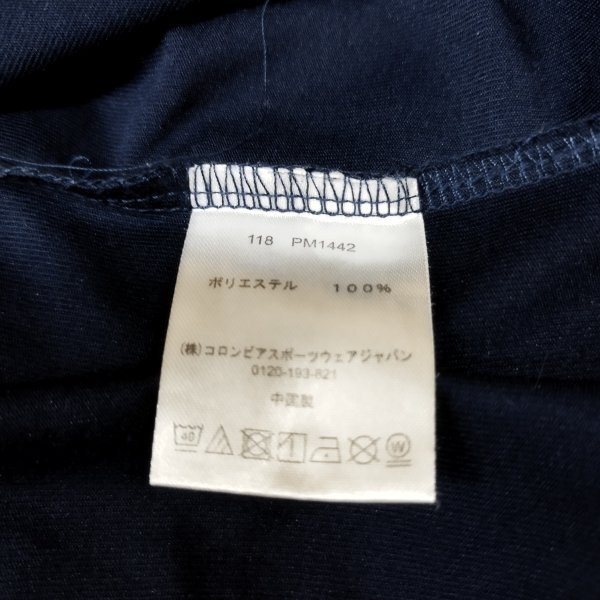 118 PM1442
ポリエステル 100%
(株)コロンビアスポーツウェアジャパン
0120-193-821
中国製
40
W